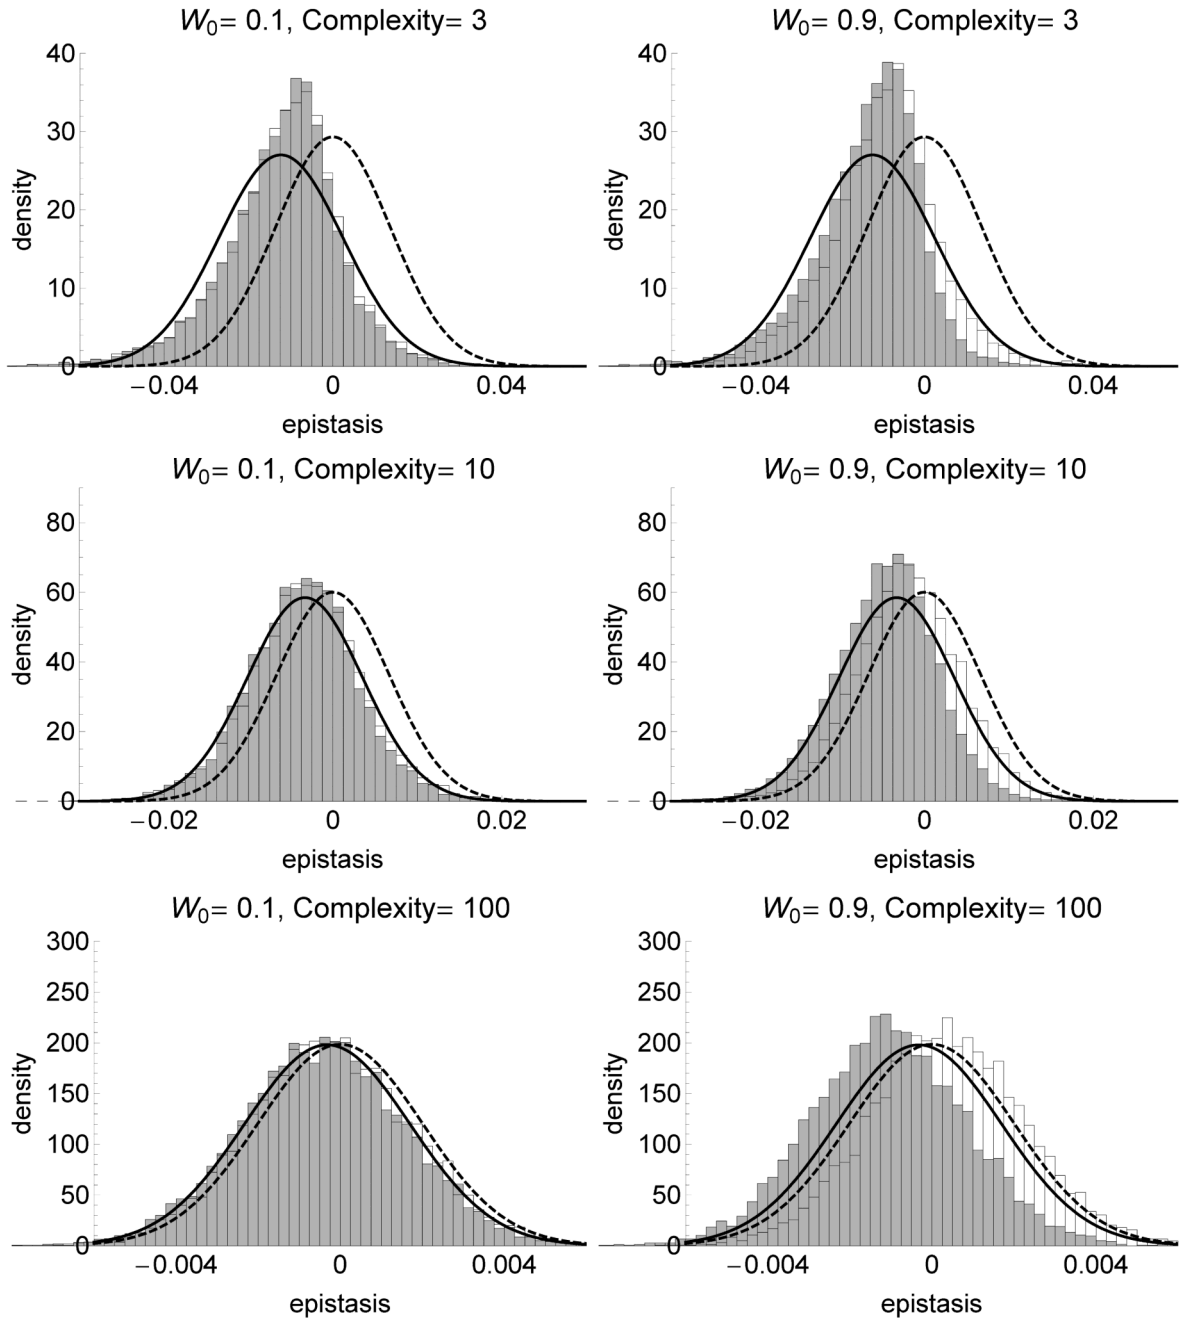 W0= 0.1, Complexity= 3
40
30
20
10
0
density
−0.04 0 0.04
epistasis
W0= 0.9, Complexity= 3
40
30
20
10
0
density
−0.04 0 0.04
epistasis
W0= 0.1, Complexity= 10
80
60
40
20
0
density
−0.02 0 0.02
epistasis
W0= 0.9, Complexity= 10
80
60
40
20
0
density
−0.02 0 0.02
epistasis
W0= 0.1, Complexity= 100
300
250
200
150
100
50
0
density
−0.004 0 0.004
epistasis
W0= 0.9, Complexity= 100
300
250
200
150
100
50
0
density
−0.004 0 0.004
epistasis